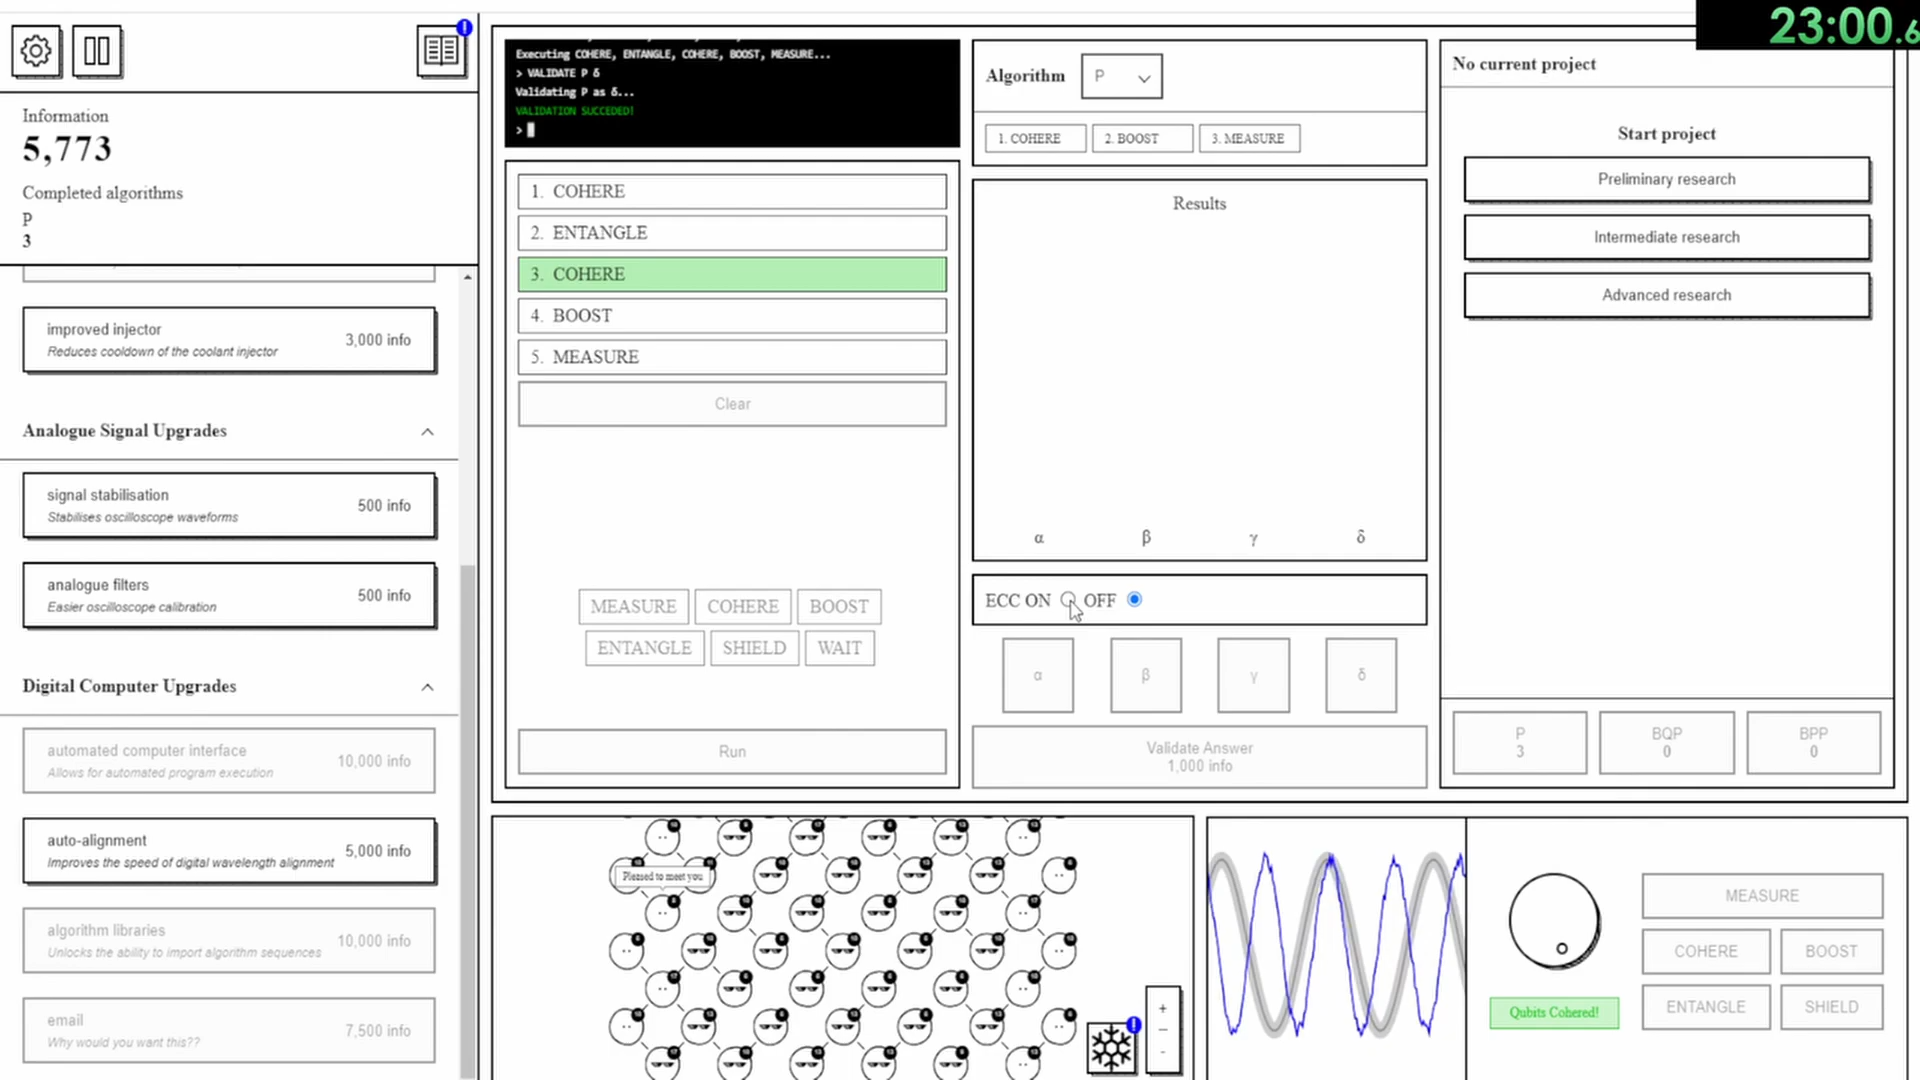 23:00.6
Information
5,773
Completed algorithms
P
3
improved injector
Reduces cooldown of the coolant injector
3,000 info
Analogue Signal Upgrades
signal stabilisation
Stabilises oscilloscope waveforms
500 info
analogue filters
Easier oscilloscope calibration
500 info
Digital Computer Upgrades
automated computer interface
Allows for automated program execution
10,000 info
auto-alignment
Improves the speed of digital wavelength alignment
5,000 info
algorithm libraries
Unlocks the ability to import algorithm sequences
10,000 info
email
Why would you want this??
7,500 info
Executing COHERE, ENTANGLE, COHERE, BOOST, MEASURE...
> VALIDATE P δ
Validating P as δ...
VALIDATION SUCCEDED!
>
1. COHERE
2. ENTANGLE
3. COHERE
4. BOOST
5. MEASURE
Clear
MEASURE COHERE BOOST
ENTANGLE SHIELD WAIT
Run
Algorithm P
1. COHERE 2. BOOST 3. MEASURE
Results
α β γ δ
ECC ON OFF
α β γ δ
Validate Answer
1,000 info
No current project
Start project
Preliminary research
Intermediate research
Advanced research
P BQP BPP
3 0 0
Pleased to meet you
+
–
-
Qubits Cohered!
MEASURE
COHERE BOOST
ENTANGLE SHIELD